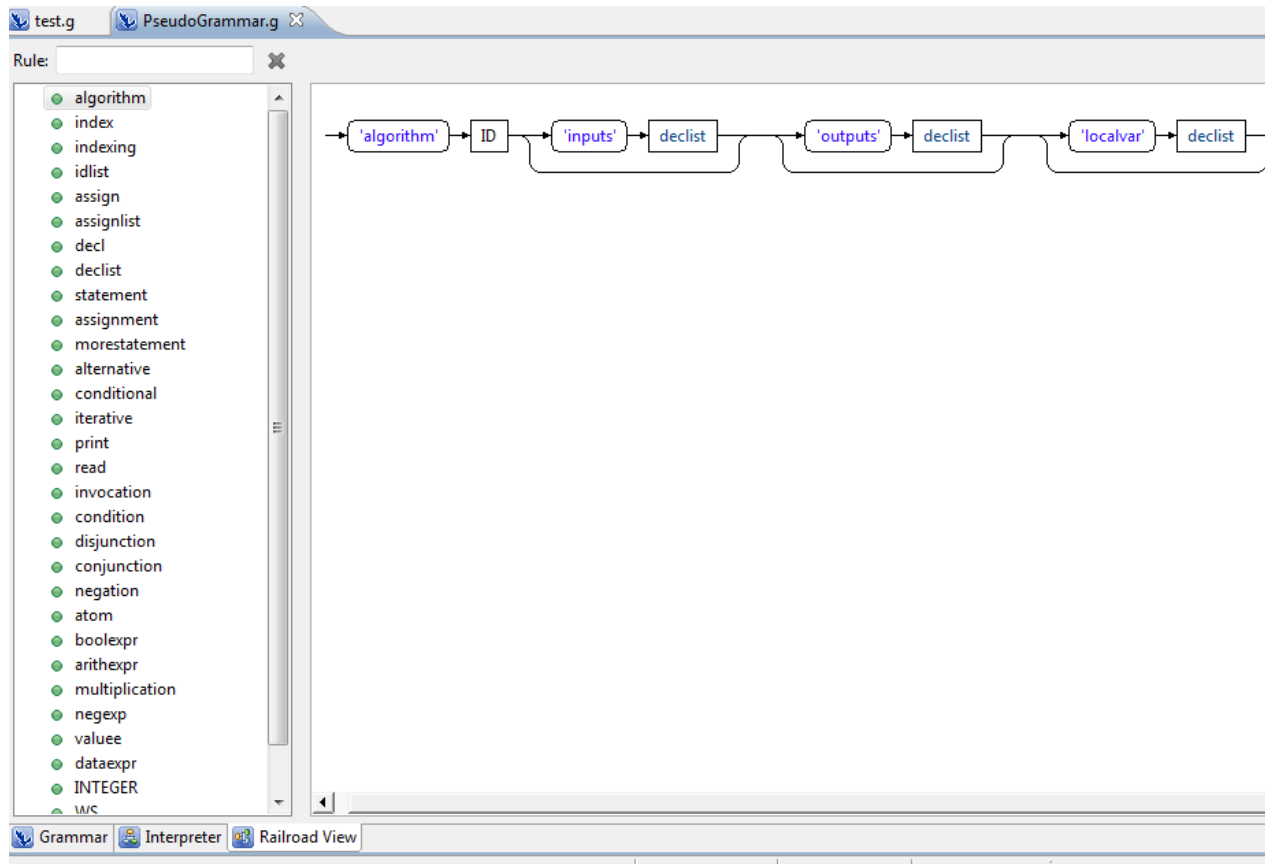 test.g PseudoGrammar.g
Rule:
algorithm
index
indexing
idlist
assign
assignlist
decl
declist
statement
assignment
morestatement
alternative
conditional
iterative
print
read
invocation
condition
disjunction
conjunction
negation
atom
boolexpr
arithexpr
multiplication
negexp
valuee
dataexpr
INTEGER
WS
'algorithm' ID 'inputs' declist 'outputs' declist 'localvar' declist
Grammar Interpreter Railroad View